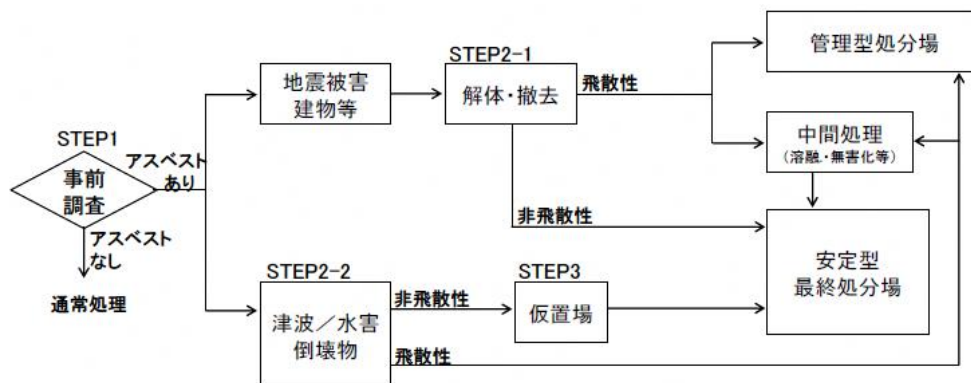 STEP1
事前
調査
アスベスト
あり
アスベスト
なし
通常処理
地震被害
建物等
STEP2-1
解体・撤去
飛散性
管理型処分場
中間処理
(溶融・無害化等)
非飛散性
安定型
最終処分場
STEP2-2
津波／水害
倒壊物
非飛散性
飛散性
STEP3
仮置場